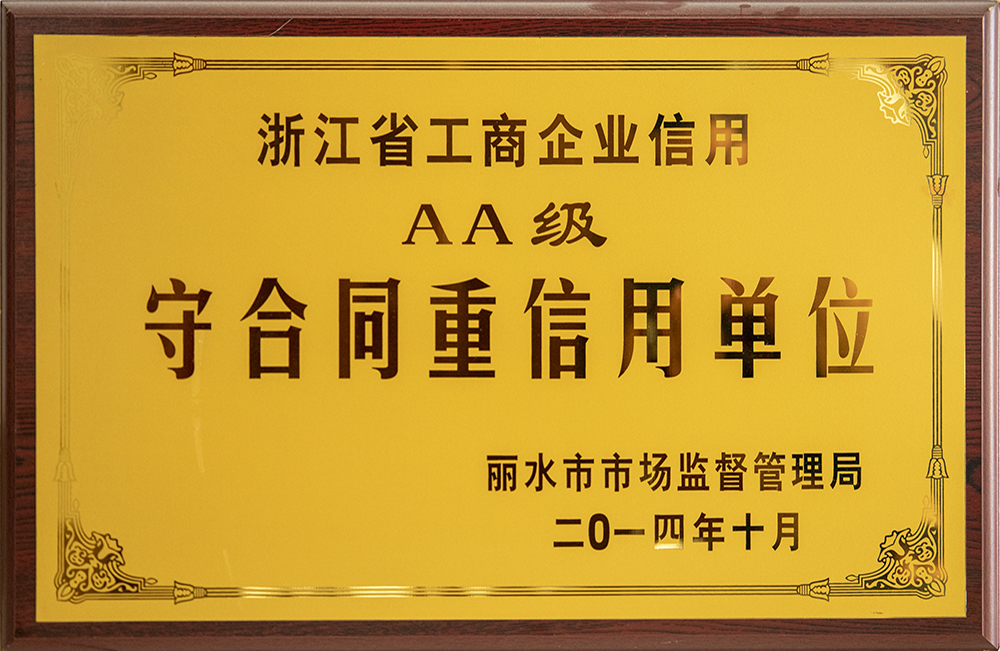 浙江省工商企业信用
AA级
守合同重信用单位
丽水市市场监督管理局
二0一四年十月